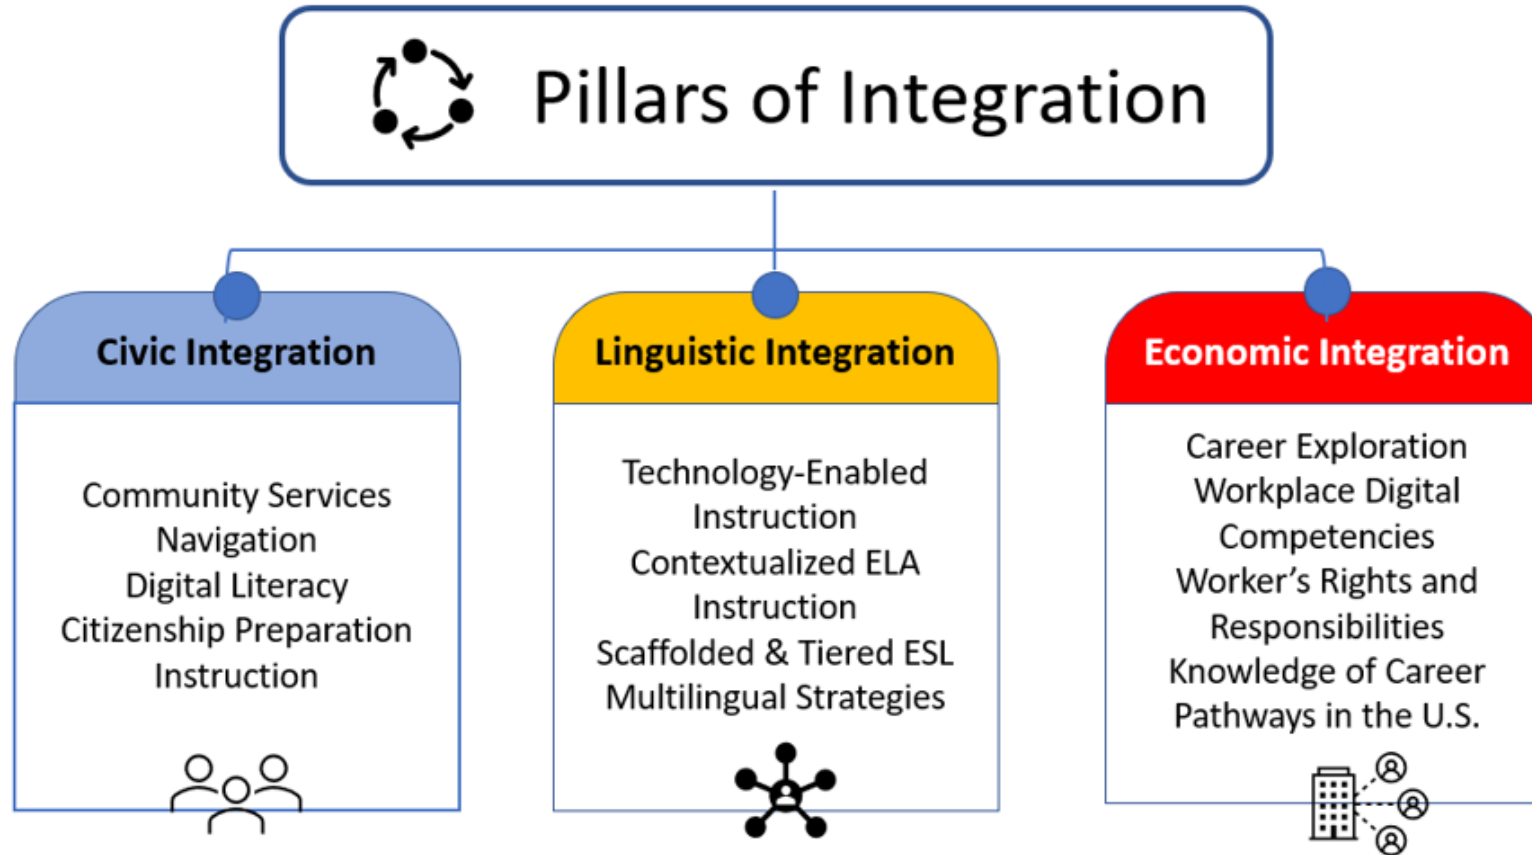 Pillars of Integration
Civic Integration
Community Services
Navigation
Digital Literacy
Citizenship Preparation
Instruction
Linguistic Integration
Technology-Enabled
Instruction
Contextualized ELA
Instruction
Scaffolded & Tiered ESL
Multilingual Strategies
Economic Integration
Career Exploration
Workplace Digital
Competencies
Worker’s Rights and
Responsibilities
Knowledge of Career
Pathways in the U.S.